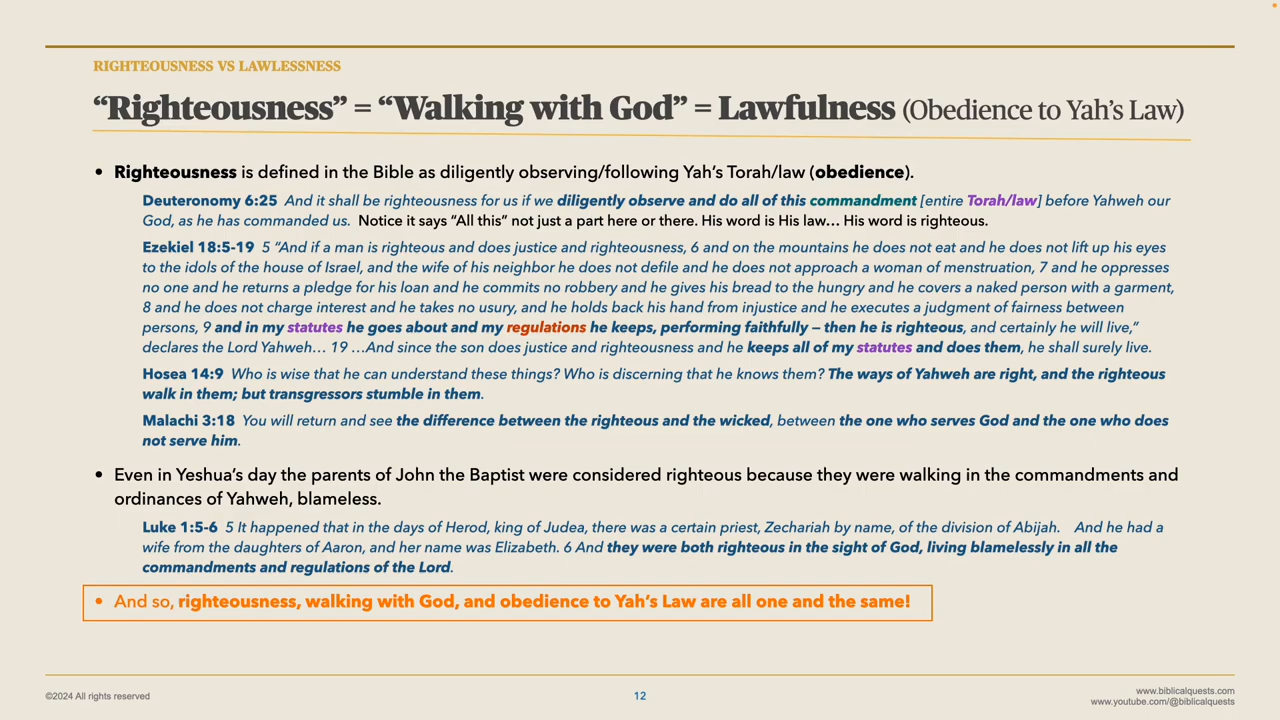 RIGHTEOUSNESS VS LAWLESSNESS
“Righteousness” = “Walking with God” = Lawfulness (Obedience to Yah’s Law)
• Righteousness is defined in the Bible as diligently observing/following Yah’s Torah/law (obedience).
Deuteronomy 6:25 And it shall be righteousness for us if we diligently observe and do all of this commandment [entire Torah/law] before Yahweh our
God, as he has commanded us. Notice it says “All this” not just a part here or there. His word is His law... His word is righteous.
Ezekiel 18:5-19 5 “And if a man is righteous and does justice and righteousness, 6 and on the mountains he does not eat and he does not lift up his eyes
to the idols of the house of Israel, and the wife of his neighbor he does not defile and he does not approach a woman of menstruation, 7 and he oppresses
no one and he returns a pledge for his loan and he commits no robbery and he gives his bread to the hungry and he covers a naked person with a garment,
8 and he does not charge interest and he takes no usury, and he holds back his hand from injustice and he executes a judgment of fairness between
persons, 9 and in my statutes he goes about and my regulations he keeps, performing faithfully – then he is righteous, and certainly he will live,”
declares the Lord Yahweh... 19 ...And since the son does justice and righteousness and he keeps all of my statutes and does them, he shall surely live.
Hosea 14:9 Who is wise that he can understand these things? Who is discerning that he knows them? The ways of Yahweh are right, and the righteous
walk in them; but transgressors stumble in them.
Malachi 3:18 You will return and see the difference between the righteous and the wicked, between the one who serves God and the one who does
not serve him.
• Even in Yeshua’s day the parents of John the Baptist were considered righteous because they were walking in the commandments and
ordinances of Yahweh, blameless.
Luke 1:5-6 5 It happened that in the days of Herod, king of Judea, there was a certain priest, Zechariah by name, of the division of Abijah. And he had a
wife from the daughters of Aaron, and her name was Elizabeth. 6 And they were both righteous in the sight of God, living blamelessly in all the
commandments and regulations of the Lord.
• And so, righteousness, walking with God, and obedience to Yah’s Law are all one and the same!
©2024 All rights reserved
12
www.biblicalquests.com
www.youtube.com/@biblicalquests